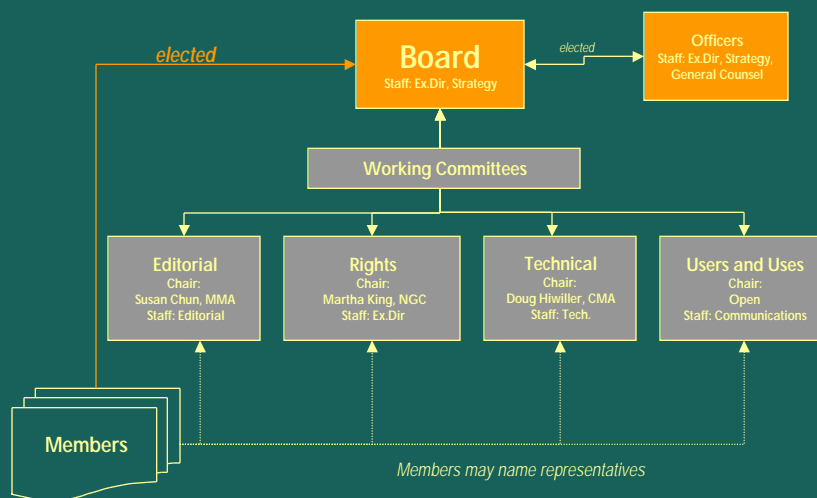 elected
Board
Staff: Ex.Dir, Strategy
elected
Officers
Staff: Ex.Dir, Strategy,
General Counsel
Working Committees
Editorial
Chair:
Susan Chun, MMA
Staff: Editorial
Rights
Chair:
Martha King, NGC
Staff: Ex.Dir
Technical
Chair:
Doug Hiwiller, CMA
Staff: Tech.
Users and Uses
Chair:
Open
Staff: Communications
Members
Members may name representatives